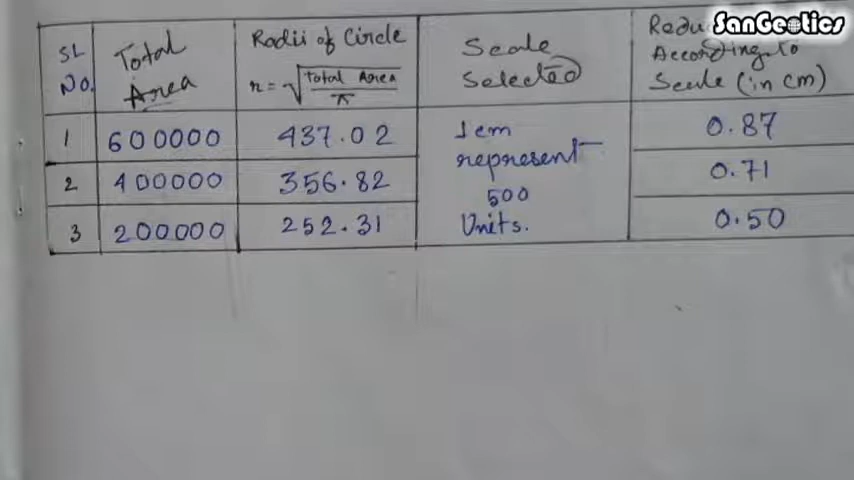 SanGeotics
SL No.
Total Area
Radii of Circle
r = √Total Area/π
Scale Selected
According to Scale (in cm)
1 600000 437.02 0.87
2 400000 356.82 0.71
3 200000 252.31 0.50
1 cm
represent
500
Units.